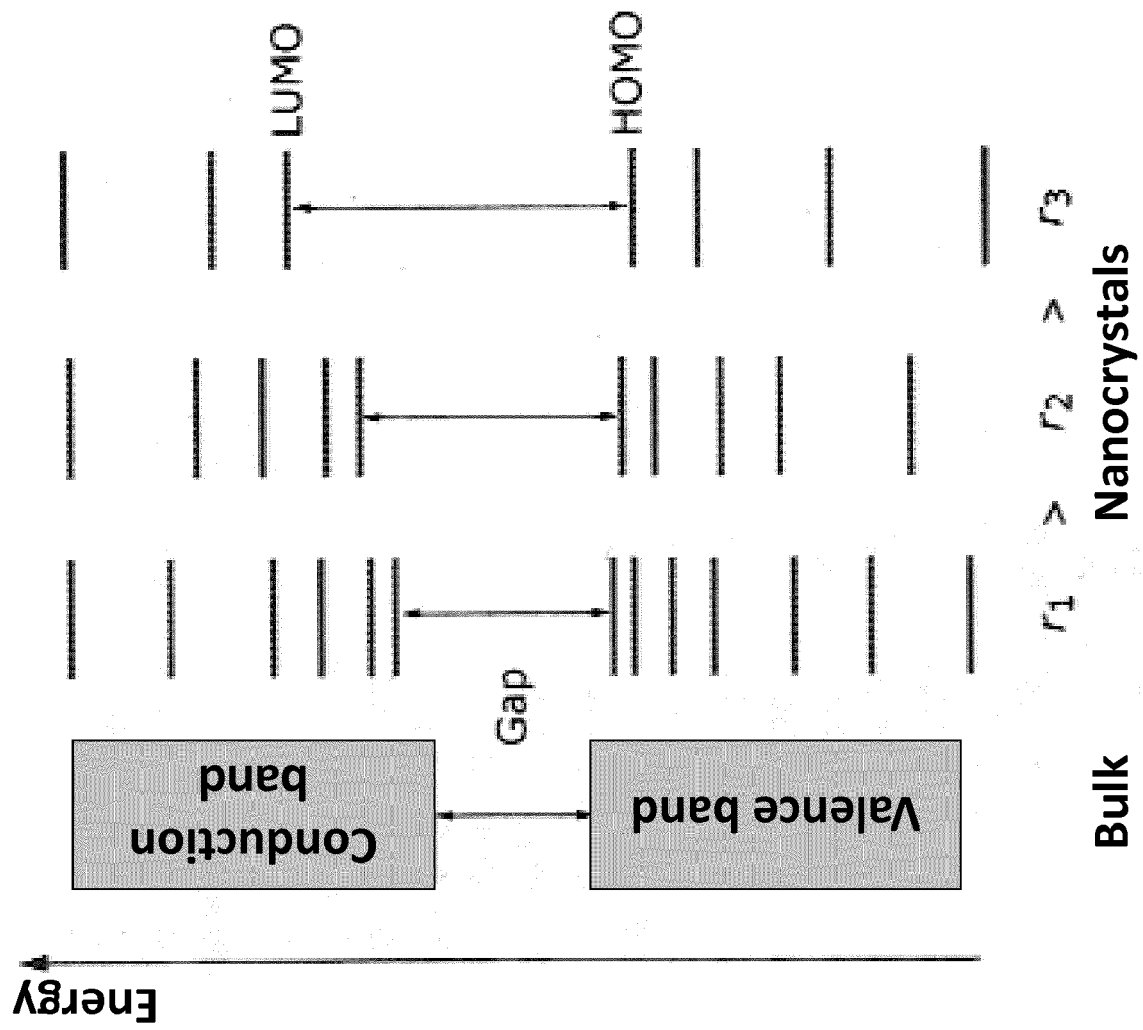 Energy
Conduction
band
Valence band
Gap
LUMO
HOMO
r₁ > r₂ > r₃
Bulk
Nanocrystals